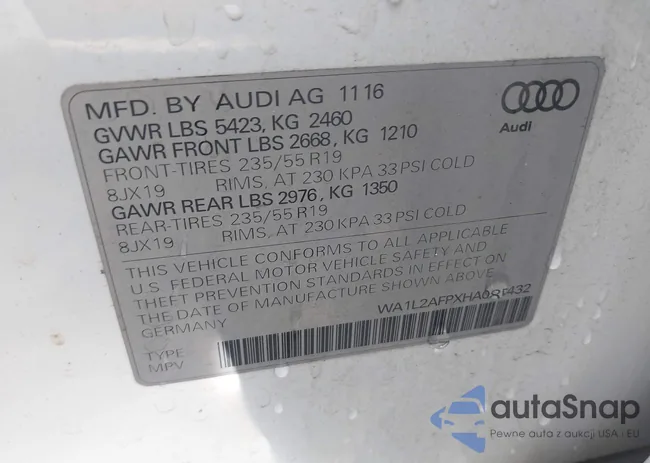 MFD. BY AUDI AG 11 16
GVWR LBS 5423, KG 2460
GAWR FRONT LBS 2668, KG 1210
FRONT-TIRES 235/55 R19
8JX19 RIMS, AT 230 KPA 33 PSI COLD
GAWR REAR LBS 2976, KG 1350
REAR-TIRES 235/55 R19
8JX19 RIMS, AT 230 KPA 33 PSI COLD
Audi
THIS VEHICLE CONFORMS TO ALL APPLICABLE
U.S. FEDERAL MOTOR VEHICLE SAFETY AND
THEFT PREVENTION STANDARDS IN EFFECT ON
THE DATE OF MANUFACTURE SHOWN ABOVE.
GERMANY
TYPE
MPV
autaSnap
Pewne auta z aukcji USA i EU